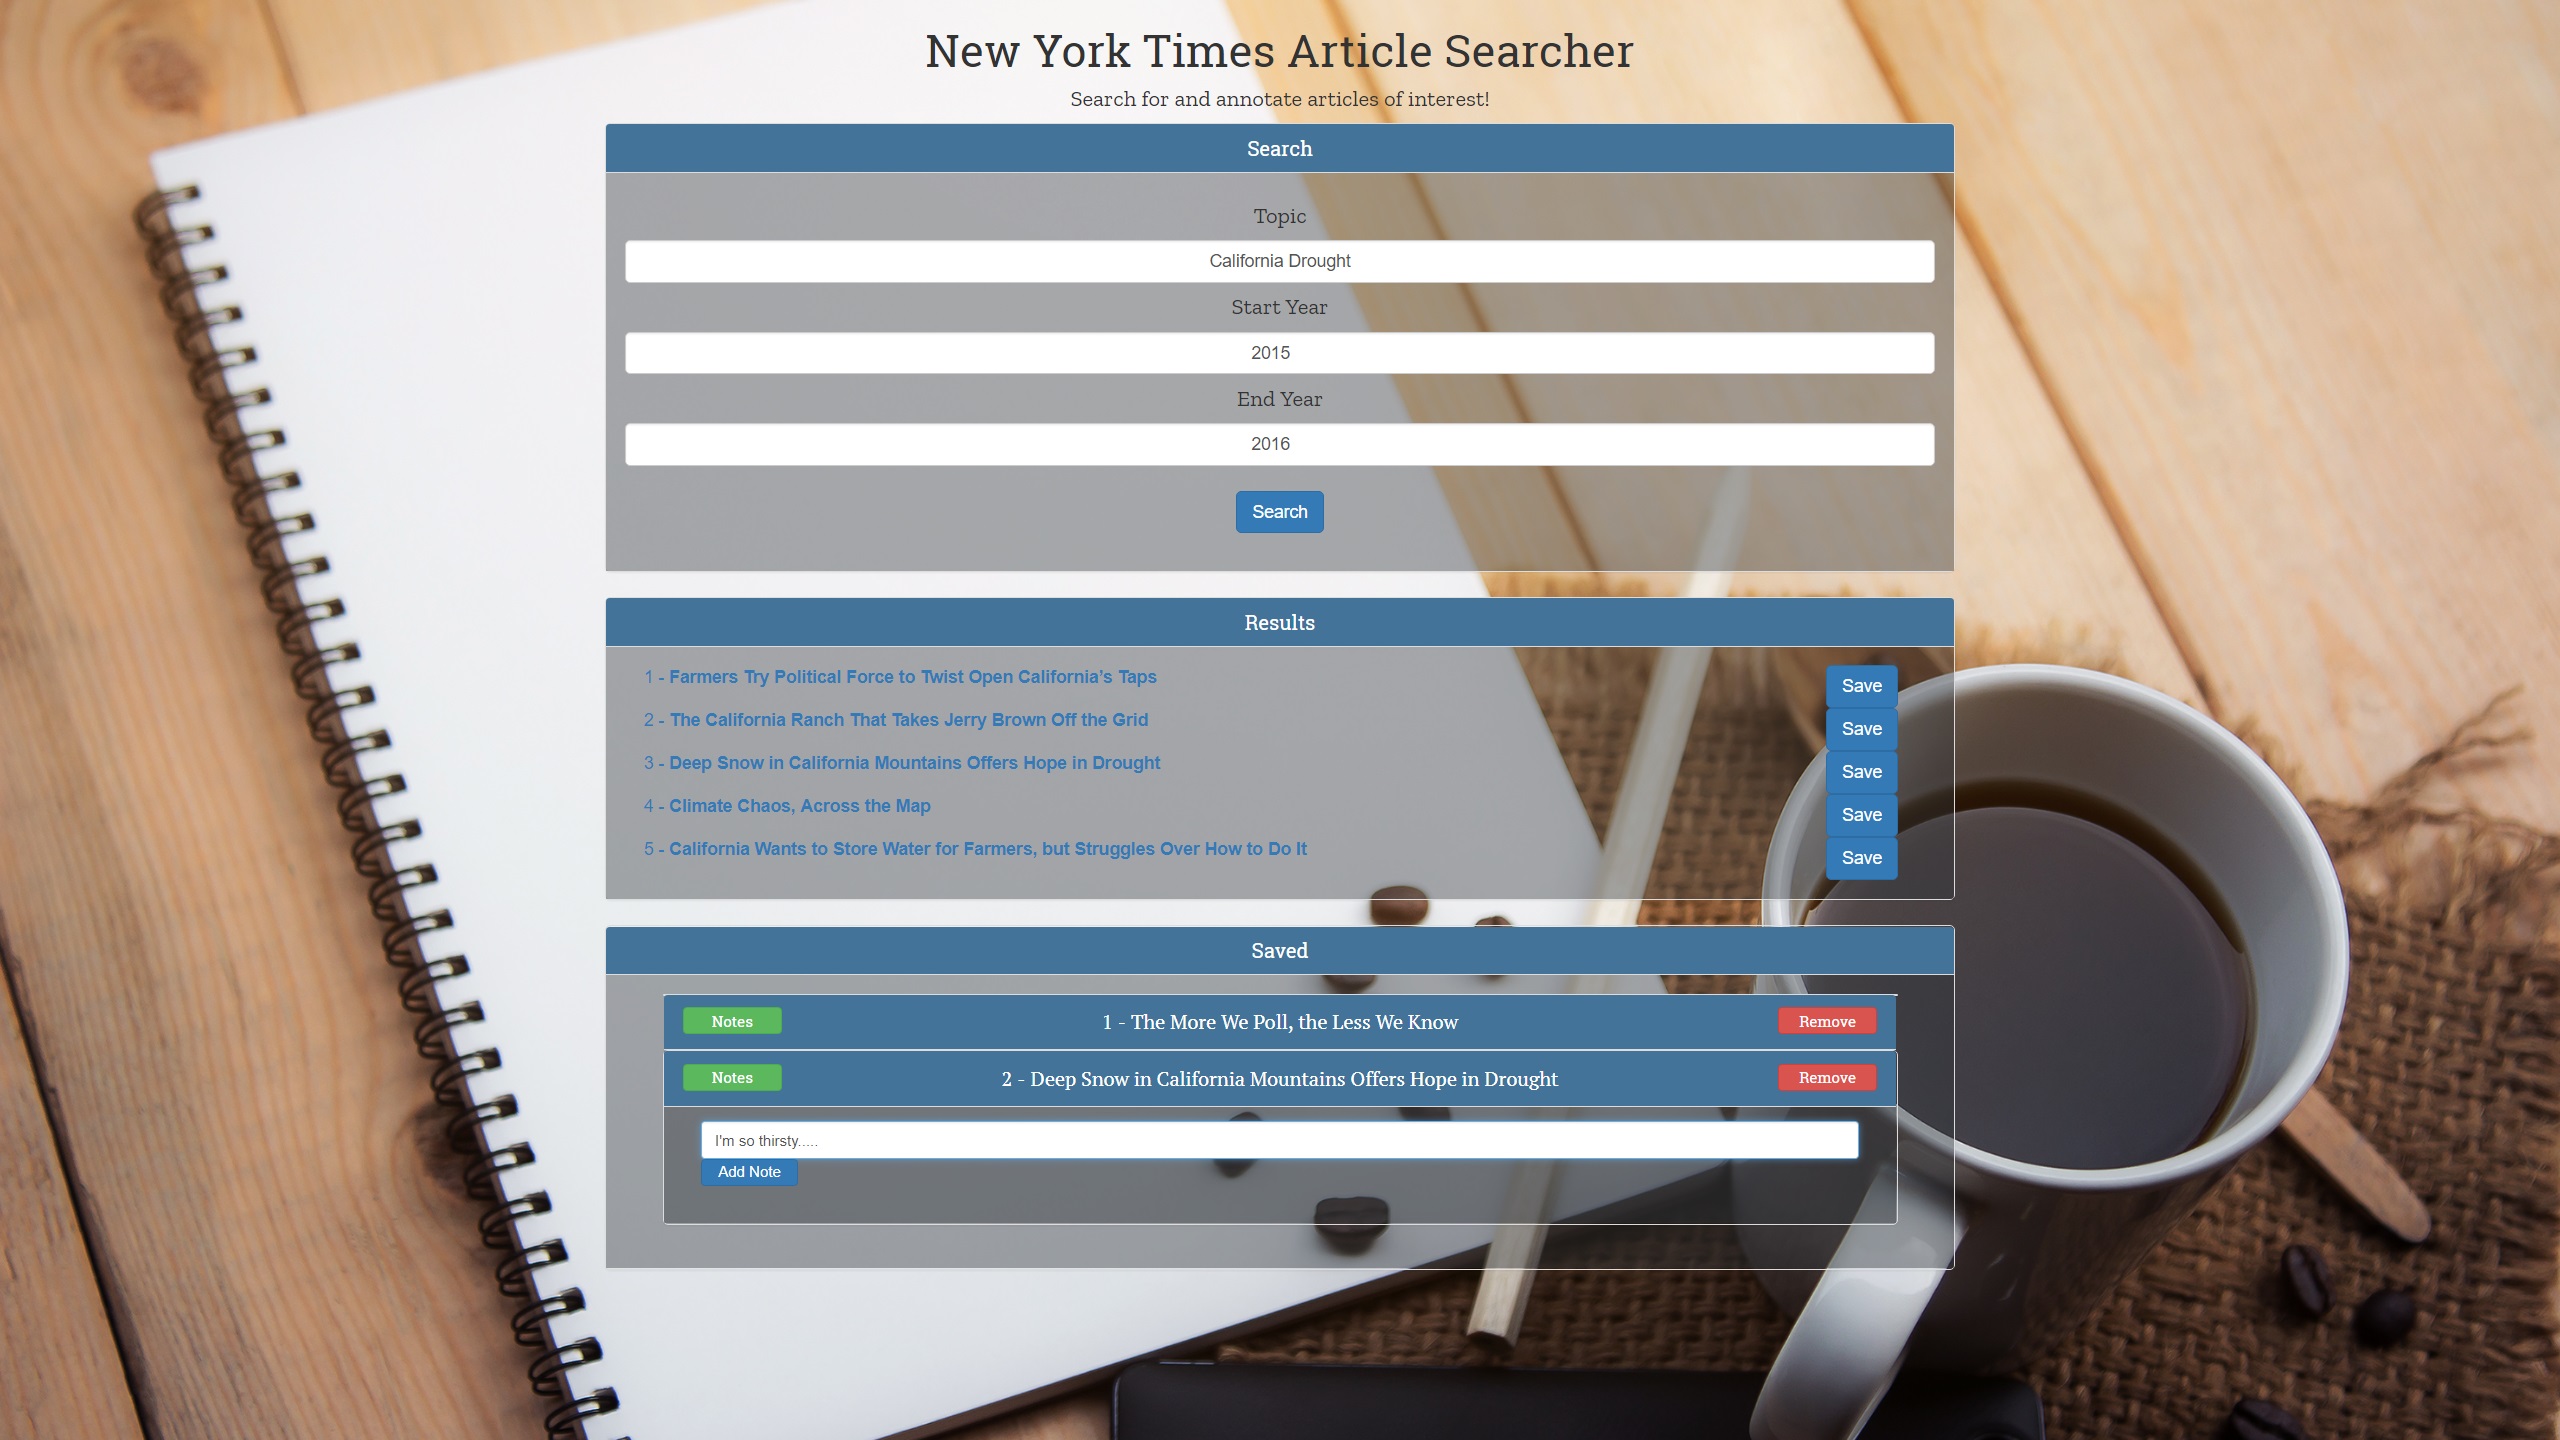 New York Times Article Searcher
Search for and annotate articles of interest!
Search
Topic
California Drought
Start Year
2015
End Year
2016
Search
Results
1 - Farmers Try Political Force to Twist Open California’s Taps
Save
2 - The California Ranch That Takes Jerry Brown Off the Grid
Save
3 - Deep Snow in California Mountains Offers Hope in Drought
Save
4 - Climate Chaos, Across the Map
Save
5 - California Wants to Store Water for Farmers, but Struggles Over How to Do It
Save
Saved
Notes 1 - The More We Poll, the Less We Know Remove
Notes 2 - Deep Snow in California Mountains Offers Hope in Drought Remove
I'm so thirsty.....
Add Note